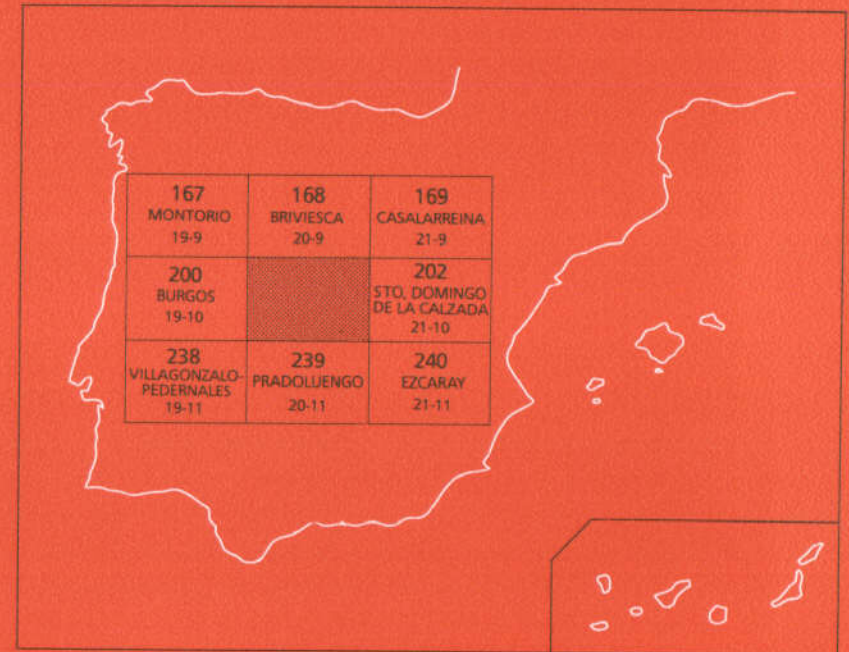 167
MONTORIO
19-9
168
BRIVIESCA
20-9
169
CASALARREINA
21-9
200
BURGOS
19-10
202
STO. DOMINGO
DE LA CALZADA
21-10
238
VILLAGONZALO-
PEDERNALES
19-11
239
PRADOLUENGO
20-11
240
EZCARAY
21-11